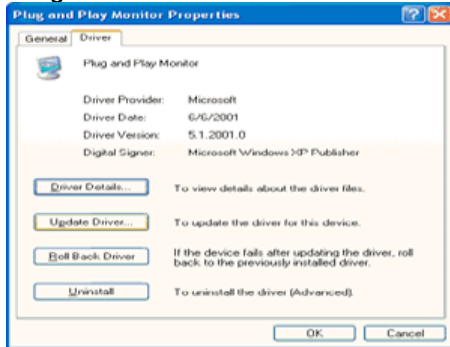 Plug and Play Monitor Properties
General Driver
Plug and Play Monitor
Driver Provider: Microsoft
Driver Date: 6/6/2001
Driver Version: 5.1.2001.0
Digital Signer: Microsoft Windows XP Publisher
Driver Details... To view details about the driver files.
Update Driver... To update the driver for this device.
Roll Back Driver If the device fails after updating the driver, roll
back to the previously installed driver.
Uninstall To uninstall the driver (Advanced).
OK Cancel